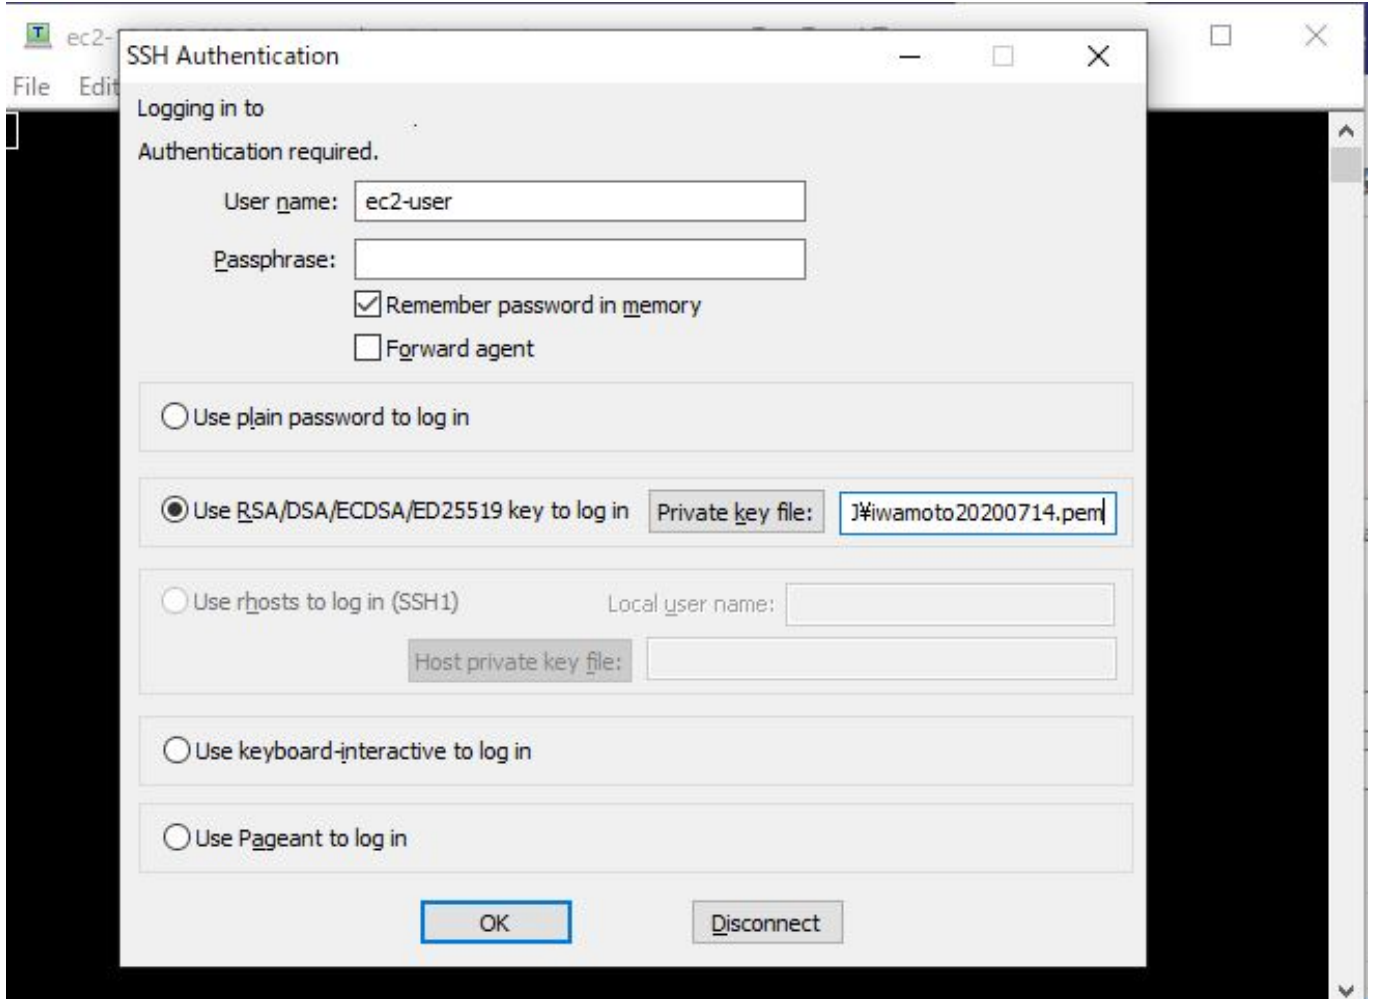 ec2-
SSH Authentication
File Edit
Logging in to
Authentication required.
User name: ec2-user
Passphrase:
Remember password in memory
Forward agent
Use plain password to log in
Use RSA/DSA/ECDSA/ED25519 key to log in Private key file: J¥iwamoto20200714.pem
Use rhosts to log in (SSH1) Local user name:
Host private key file:
Use keyboard-interactive to log in
Use Pageant to log in
OK Disconnect